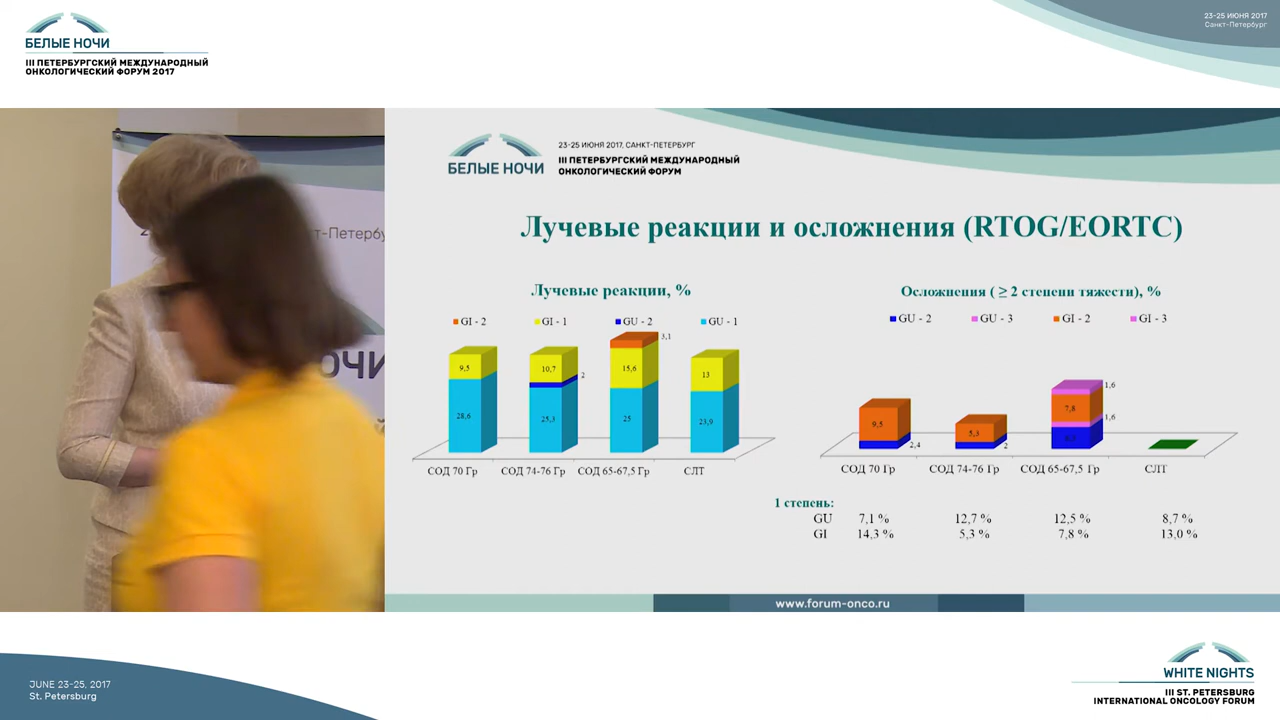 БЕЛЫЕ НОЧИ
III ПЕТЕРБУРГСКИЙ МЕЖДУНАРОДНЫЙ
ОНКОЛОГИЧЕСКИЙ ФОРУМ 2017
23-25 ИЮНЯ 2017
Санкт-Петербург
т-Петербу
ОЧИ
БЕЛЫЕ НОЧИ
23-25 ИЮНЯ 2017, САНКТ-ПЕТЕРБУРГ
III ПЕТЕРБУРГСКИЙ МЕЖДУНАРОДНЫЙ
ОНКОЛОГИЧЕСКИЙ ФОРУМ
Лучевые реакции и осложнения (RTOG/EORTC)
Лучевые реакции, %
GI - 2 GI - 1 GU - 2 GU - 1
3,1
9,5 10,7 2 15,6 13
28,6 25,3 25 23,9
СОД 70 Гр СОД 74-76 Гр СОД 65-67,5 Гр СЛТ
Осложнения ( ≥ 2 степени тяжести), %
GU - 2 GU - 3 GI - 2 GI - 3
1,6
9,5 5,3 7,8 1,6
2,4 2
СОД 70 Гр СОД 74-76 Гр СОД 65-67,5 Гр СЛТ
1 степень:
GU 7,1 % 12,7 % 12,5 % 8,7 %
GI 14,3 % 5,3 % 7,8 % 13,0 %
www.forum-onco.ru
JUNE 23-25, 2017
St. Petersburg
WHITE NIGHTS
III ST. PETERSBURG
INTERNATIONAL ONCOLOGY FORUM